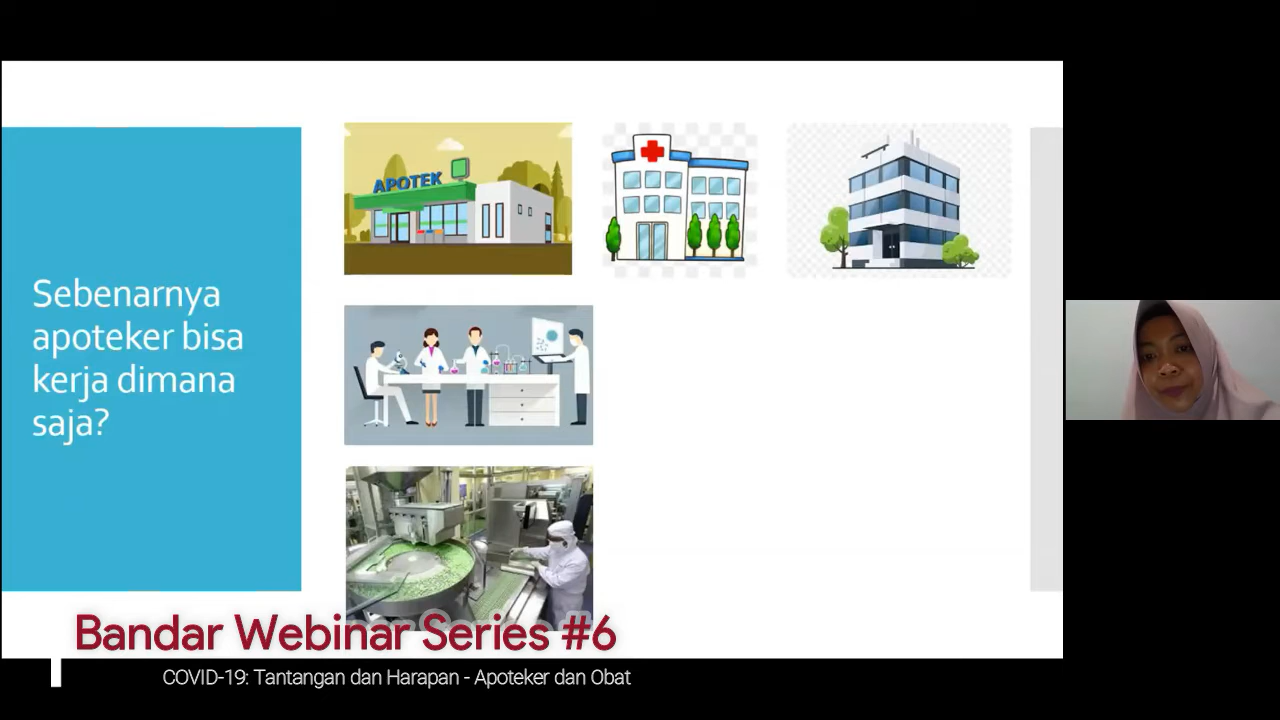 APOTEK
Sebenarnya
apoteker bisa
kerja dimana
saja?
Bandar Webinar Series #6
COVID-19: Tantangan dan Harapan - Apoteker dan Obat